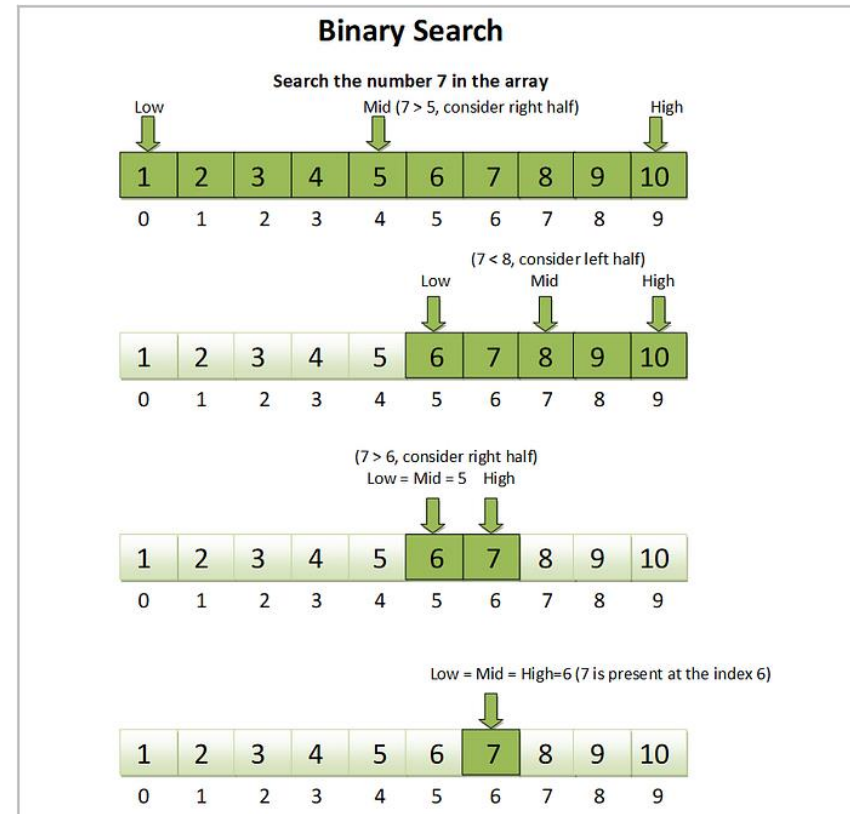 Binary Search
Search the number 7 in the array
Low Mid (7 > 5, consider right half) High
1 2 3 4 5 6 7 8 9 10
0 1 2 3 4 5 6 7 8 9
(7 < 8, consider left half)
Low Mid High
1 2 3 4 5 6 7 8 9 10
0 1 2 3 4 5 6 7 8 9
(7 > 6, consider right half)
Low = Mid = 5 High
1 2 3 4 5 6 7 8 9 10
0 1 2 3 4 5 6 7 8 9
Low = Mid = High=6 (7 is present at the index 6)
1 2 3 4 5 6 7 8 9 10
0 1 2 3 4 5 6 7 8 9